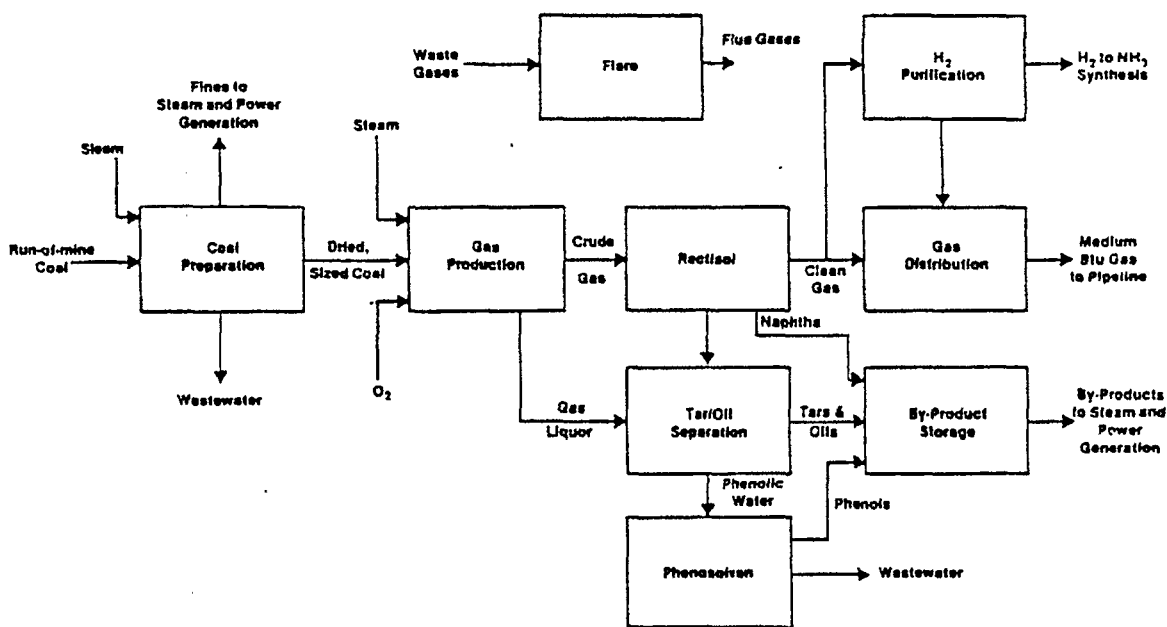 Waste
Gases
Flare
Flue Gases
H2
Purification
H2 to NH3
Synthesis
Fines to
Steam and Power
Generation
Steam
Steam
Run-of-mine
Coal
Coal
Preparation
Dried,
Sized Coal
Gas
Production
Crude
Gas
Rectisol
Clean
Gas
Gas
Distribution
Medium
Btu Gas
to Pipeline
Naphtha
Wastewater
O2
Gas
Liquor
Tar/Oil
Separation
Tars &
Oils
By-Product
Storage
By-Products
to Steam and
Power
Generation
Phenolic
Water
Phenols
Phenosolvan
Wastewater